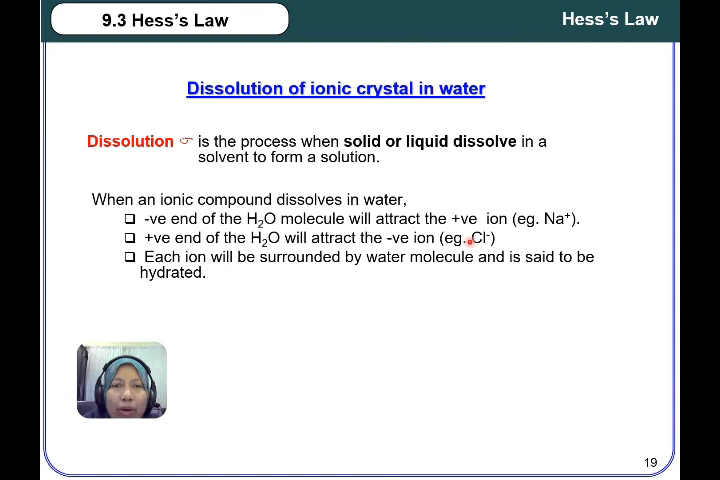 9.3 Hess's Law
Hess's Law
Dissolution of ionic crystal in water
Dissolution ☞ is the process when solid or liquid dissolve in a
solvent to form a solution.
When an ionic compound dissolves in water,
❑ -ve end of the H₂O molecule will attract the +ve ion (eg. Na⁺).
❑ +ve end of the H₂O will attract the -ve ion (eg. Cl⁻)
❑ Each ion will be surrounded by water molecule and is said to be
hydrated.
19